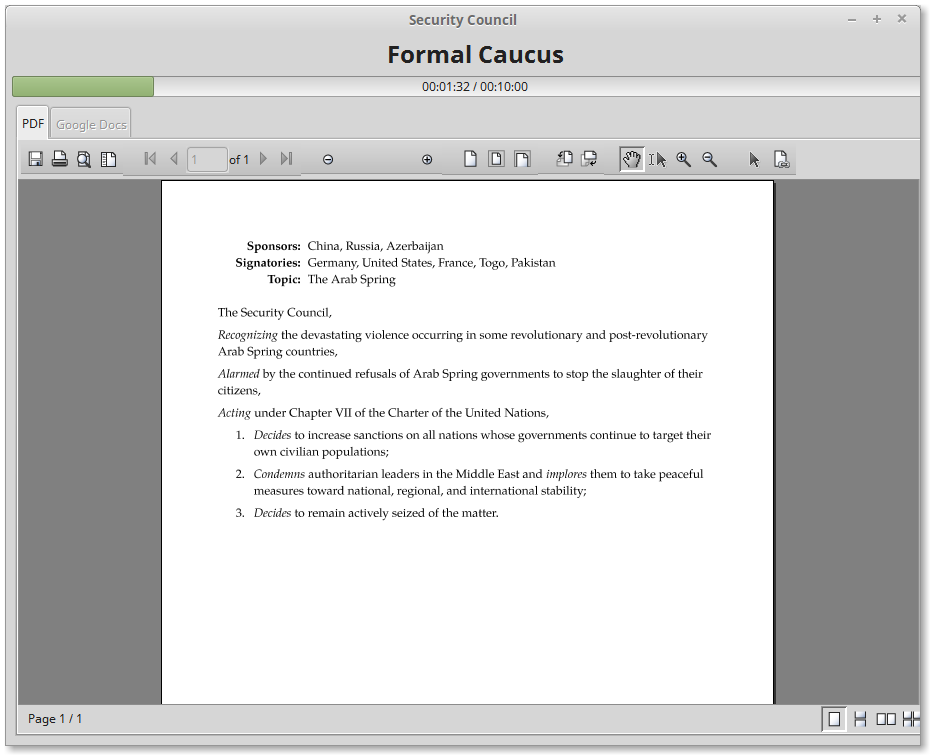 Security Council
Formal Caucus
00:01:32 / 00:10:00
PDF Google Docs
1 of 1
Sponsors: China, Russia, Azerbaijan
Signatories: Germany, United States, France, Togo, Pakistan
Topic: The Arab Spring
The Security Council,
Recognizing the devastating violence occurring in some revolutionary and post-revolutionary
Arab Spring countries,
Alarmed by the continued refusals of Arab Spring governments to stop the slaughter of their
citizens,
Acting under Chapter VII of the Charter of the United Nations,
1. Decides to increase sanctions on all nations whose governments continue to target their
own civilian populations;
2. Condemns authoritarian leaders in the Middle East and implores them to take peaceful
measures toward national, regional, and international stability;
3. Decides to remain actively seized of the matter.
Page 1 / 1